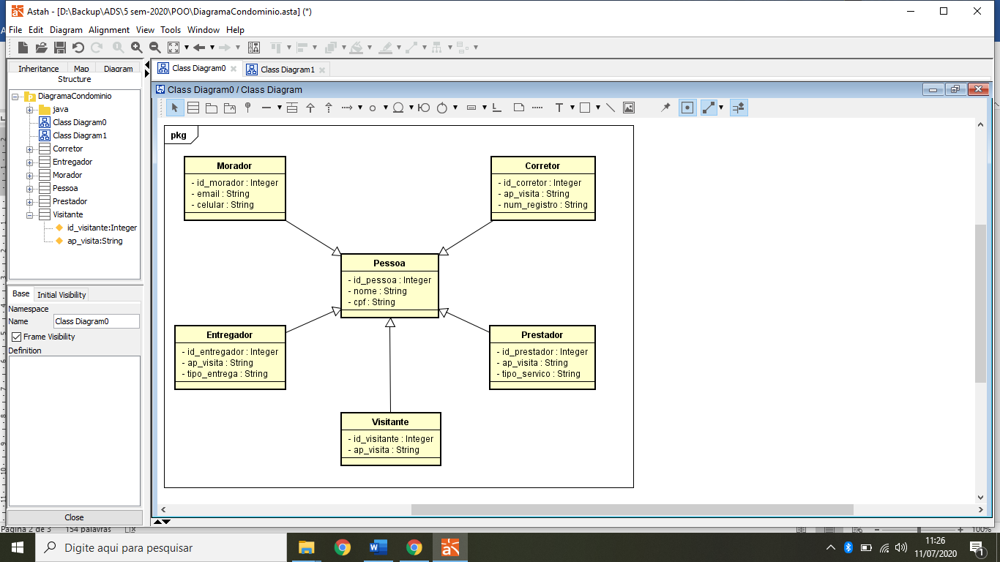 Astah - [D:\Backup\ADS\5 sem-2020\POO\DiagramaCondominio.asta] (*)
File Edit Diagram Alignment View Tools Window Help
Inheritance Map Diagram
Structure
DiagramaCondominio
java
Class Diagram0
Class Diagram1
Corretor
Entregador
Morador
Pessoa
Prestador
Visitante
id_visitante:Integer
ap_visita:String
Base Initial Visibility
Namespace
Name Class Diagram0
Frame Visibility
Definition
Close
Class Diagram0 Class Diagram1
Class Diagram0 / Class Diagram
pkg
Morador
- id_morador : Integer
- email : String
- celular : String
Corretor
- id_corretor : Integer
- ap_visita : String
- num_registro : String
Pessoa
- id_pessoa : Integer
- nome : String
- cpf : String
Entregador
- id_entregador : Integer
- ap_visita : String
- tipo_entrega : String
Prestador
- id_prestador : Integer
- ap_visita : String
- tipo_servico : String
Visitante
- id_visitante : Integer
- ap_visita : String
Página 2 de 3 154 palavras 100%
Digite aqui para pesquisar
11:26
11/07/2020
1